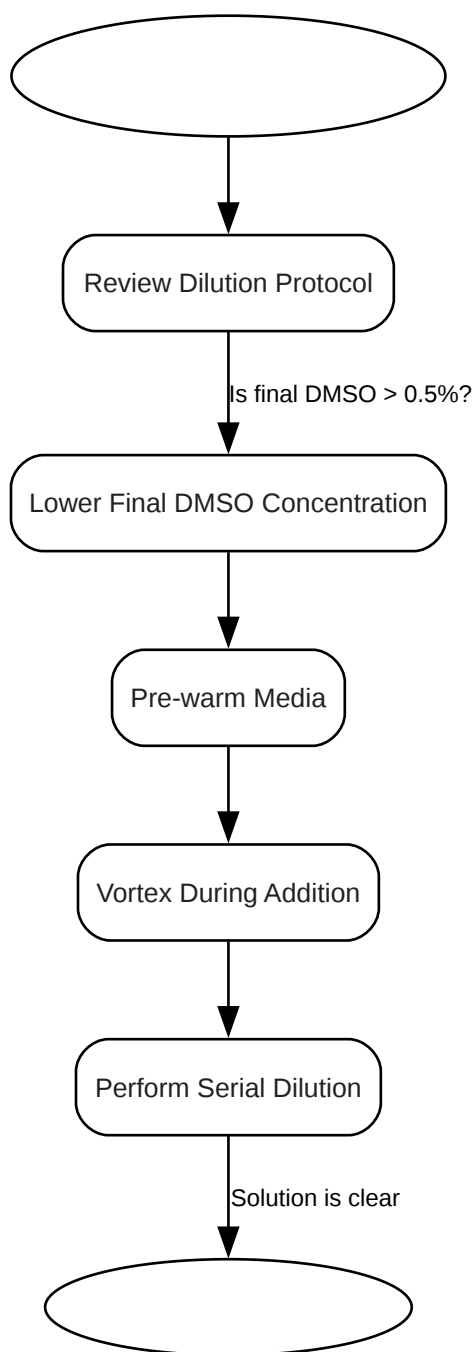 Review Dilution Protocol
Is final DMSO > 0.5%?
Lower Final DMSO Concentration
Pre-warm Media
Vortex During Addition
Perform Serial Dilution
Solution is clear